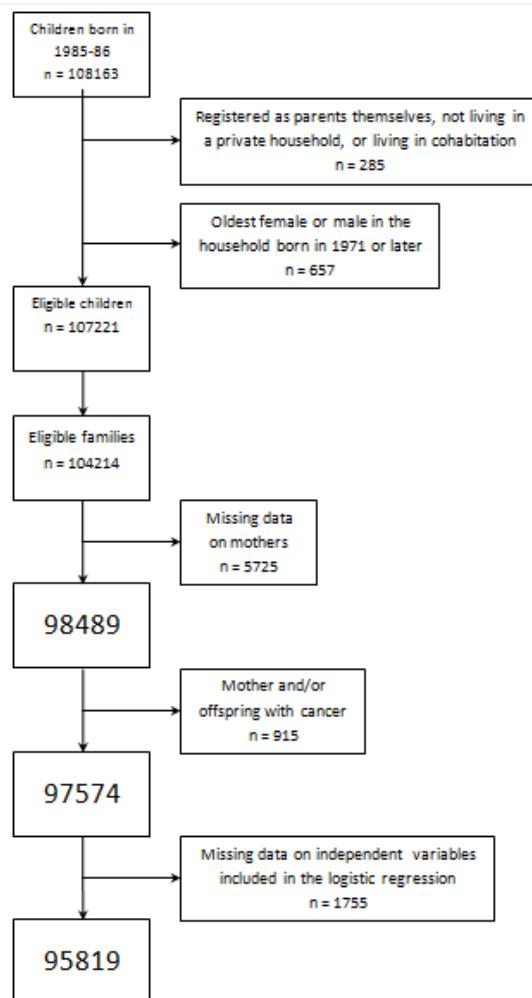 Children born in
1985-86
n = 108163
Registered as parents themselves, not living in
a private household, or living in cohabitation
n = 285
Oldest female or male in the
household born in 1971 or later
n = 657
Eligible children
n = 107221
Eligible families
n = 104214
Missing data
on mothers
n = 5725
98489
Mother and/or
offspring with cancer
n = 915
97574
Missing data on independent variables
included in the logistic regression
n = 1755
95819